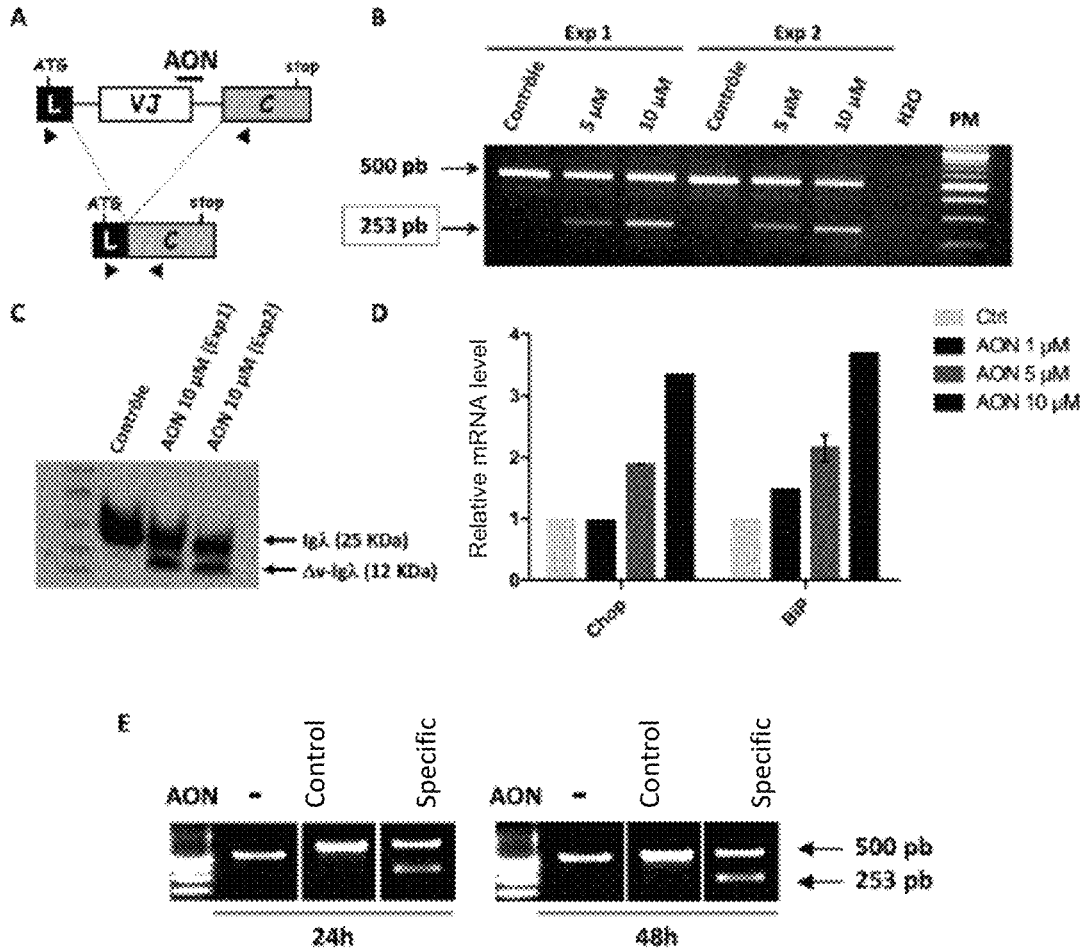 A
ATG
AON
stop
L
VJ
C
ATG
stop
L
C
B
Exp 1
Exp 2
Contrôle
5 µM
10 µM
Contrôle
5 µM
10 µM
H2O
PM
500 pb
253 pb
C
Contrôle
AON 10 µM (Exp1)
AON 10 µM (Exp2)
Igλ (25 KDa)
Δv-Igλ (12 KDa)
D
Relative mRNA level
4
3
2
1
0
Chop
BiP
Ctrl
AON 1 µM
AON 5 µM
AON 10 µM
E
AON
-
Control
Specific
24h
AON
-
Control
Specific
48h
500 pb
253 pb